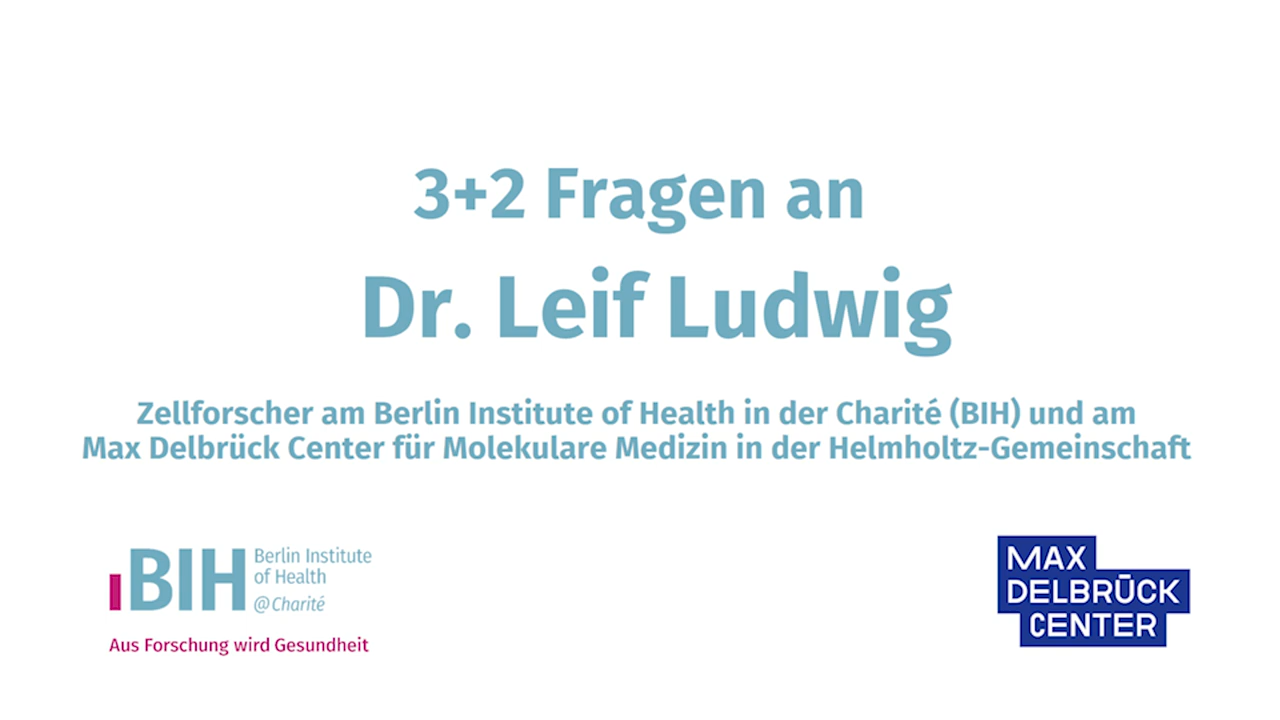 3+2 Fragen an
Dr. Leif Ludwig
Zellforscher am Berlin Institute of Health in der Charité (BIH) und am
Max Delbrück Center für Molekulare Medizin in der Helmholtz-Gemeinschaft
BIH
Berlin Institute
of Health
@Charité
Aus Forschung wird Gesundheit
MAX
DELBRÜCK
CENTER